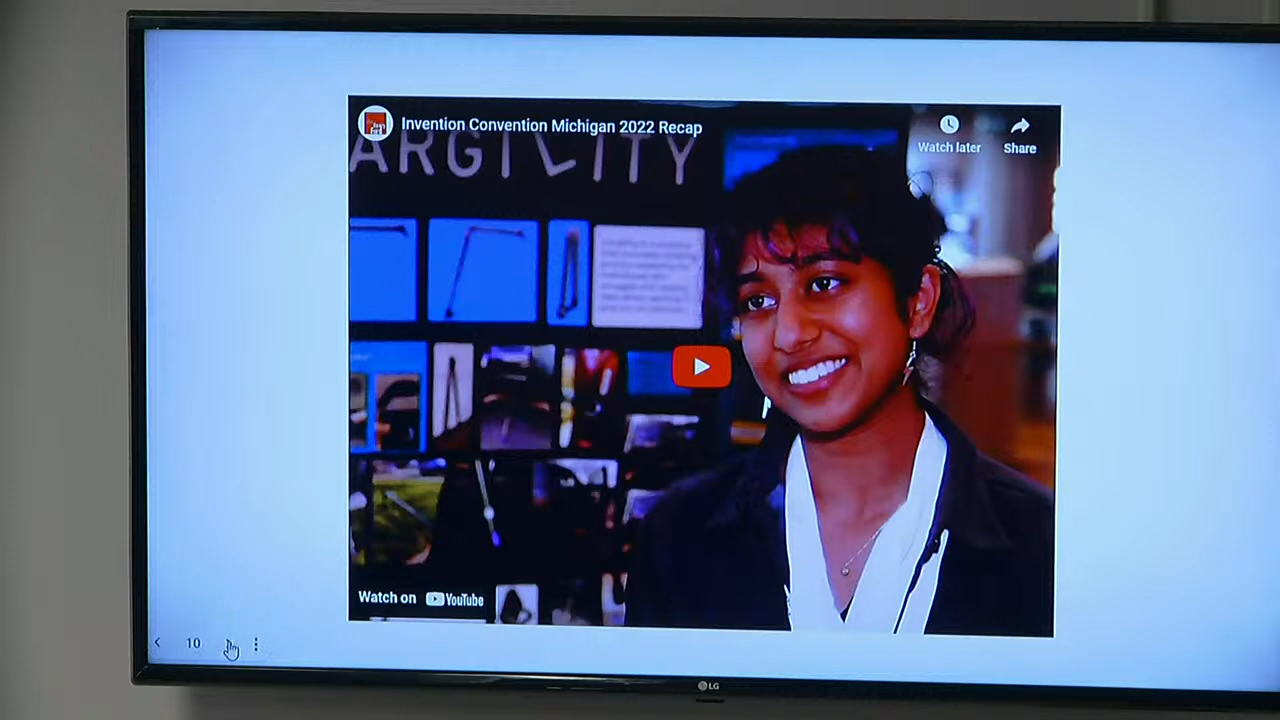 Invention Convention Michigan 2022 Recap
Watch later
Share
ARGILITY
Watch on YouTube
10
LG